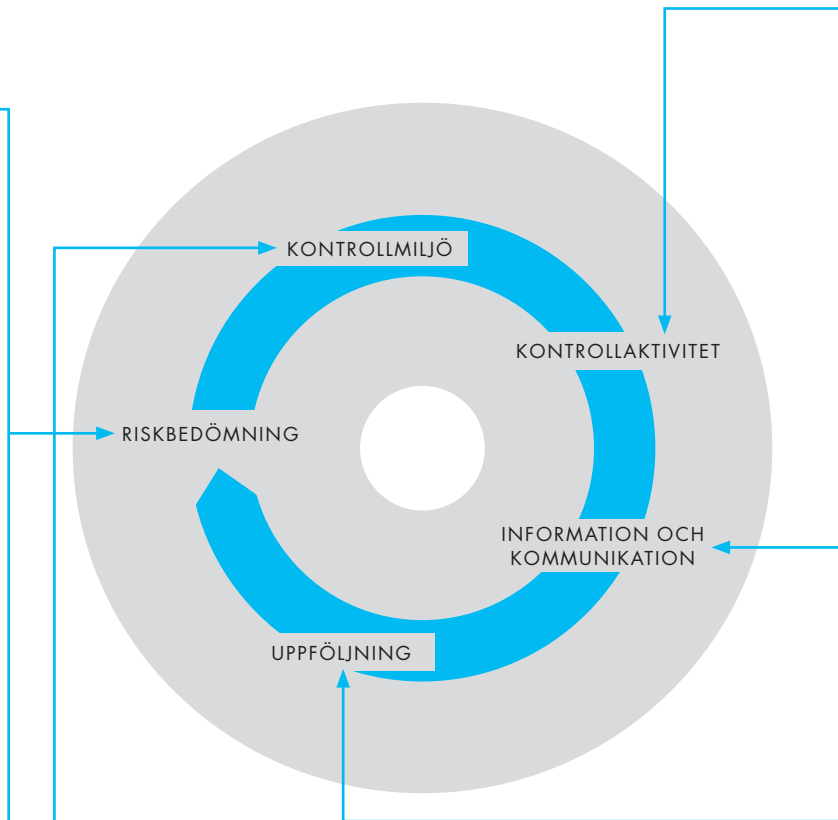 KONTROLLMILJÖ
KONTROLLAKTIVITET
RISKBEDÖMNING
INFORMATION OCH
KOMMUNIKATION
UPPFÖLJNING